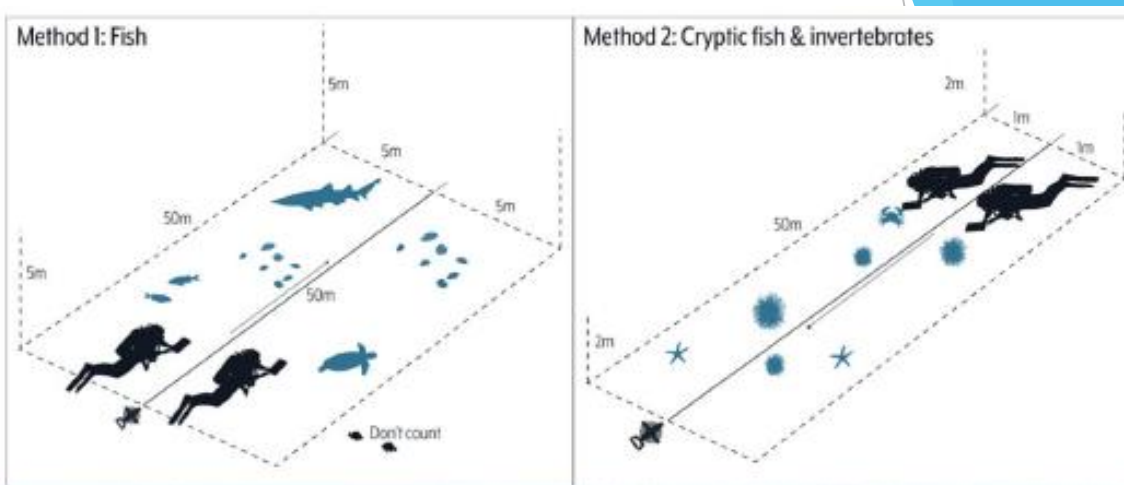 Method 1: Fish
5m
5m
5m
50m
5m
50m
Don't count
Method 2: Cryptic fish & invertebrates
2m
1m
1m
50m
2m